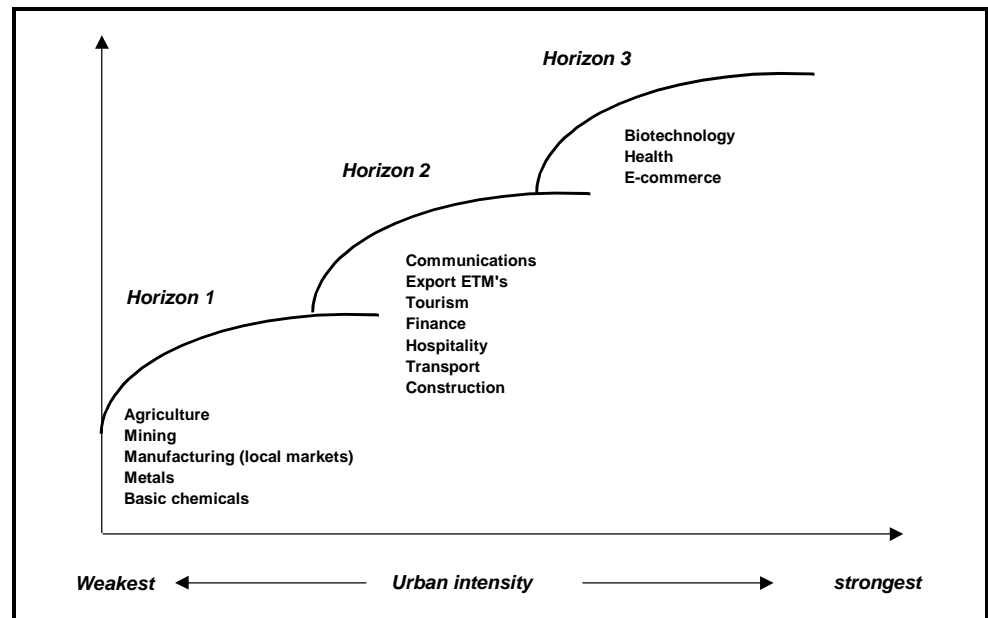 Horizon 3
Biotechnology
Health
E-commerce
Horizon 2
Communications
Export ETM's
Tourism
Finance
Hospitality
Transport
Construction
Horizon 1
Agriculture
Mining
Manufacturing (local markets)
Metals
Basic chemicals
Weakest Urban intensity strongest